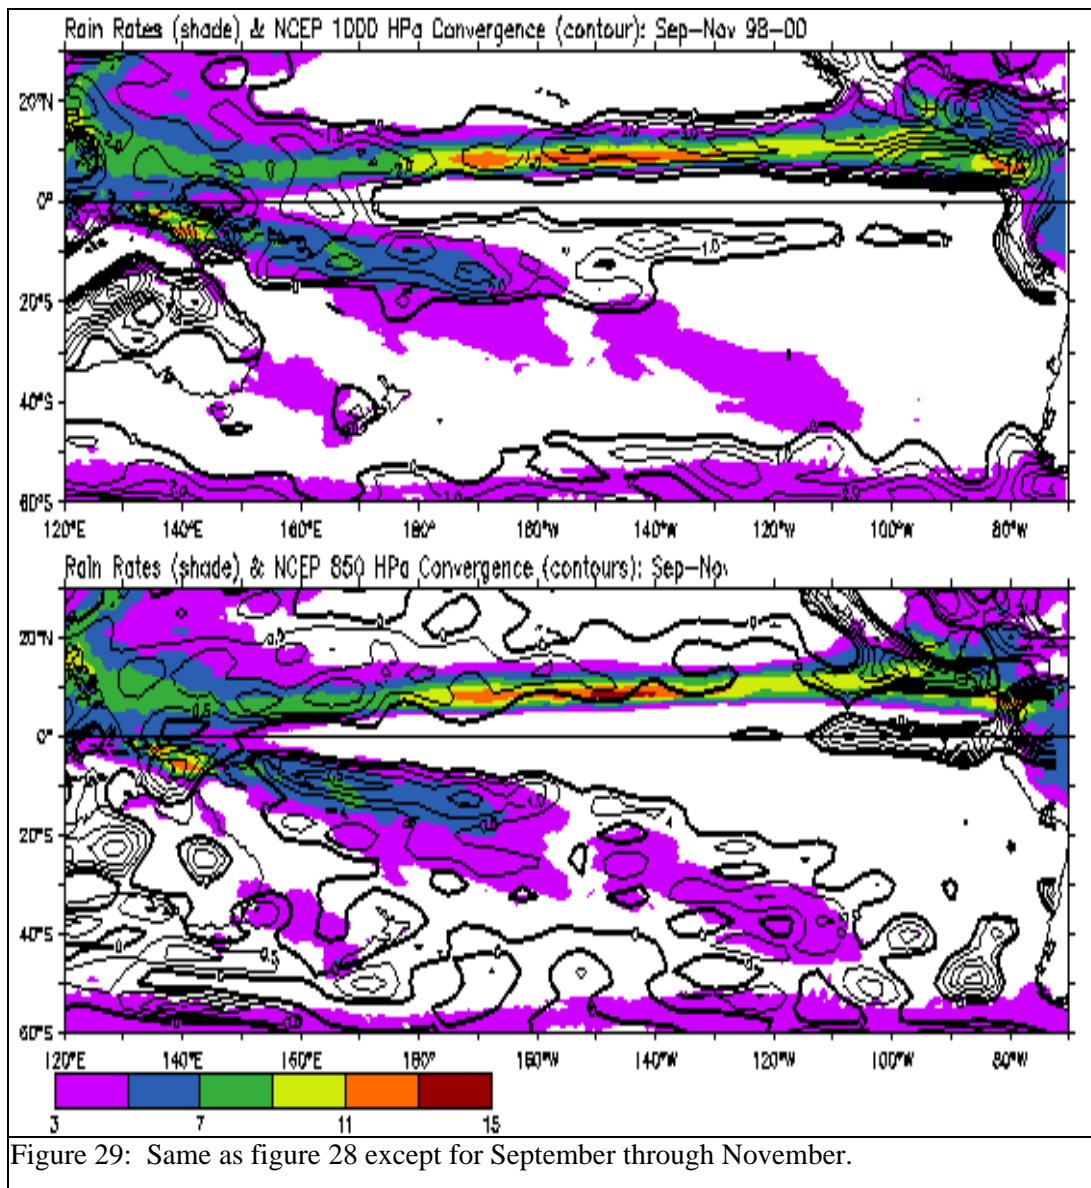 Rain Rates (shade) & NCEP 1000 HPa Convergence (contour): Sep-Nov 98-00
20°N
0°
20°S
40°S
60°S
120°E 140°E 160°E 180° 160°W 140°W 120°W 100°W 80°W
Rain Rates (shade) & NCEP 850 HPa Convergence (contours): Sep-Nov
20°N
0°
20°S
40°S
60°S
120°E 140°E 160°E 180° 160°W 140°W 120°W 100°W 80°W
3 7 11 15
Figure 29: Same as figure 28 except for September through November.